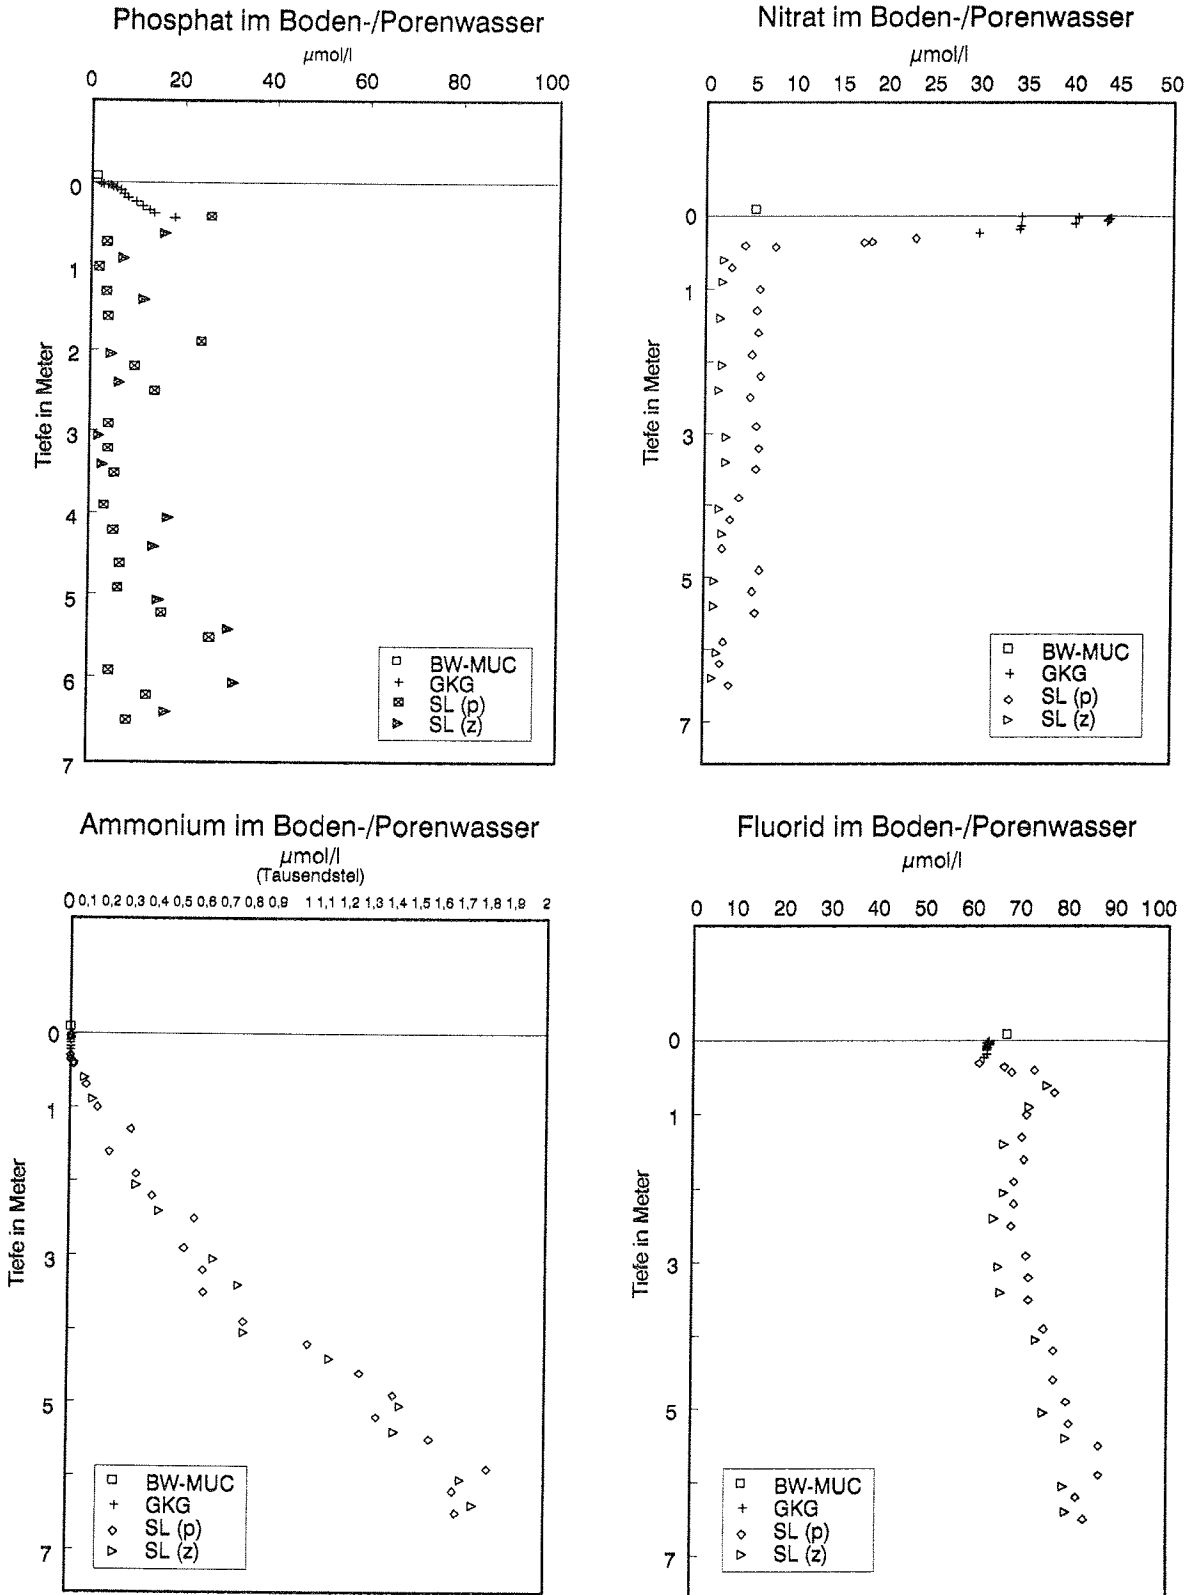 Phosphat im Boden-/Porenwasser
µmol/l
0 20 40 60 80 100
0
1
2
3
4
5
6
7
Tiefe in Meter
BW-MUC
GKG
SL (p)
SL (z)
Nitrat im Boden-/Porenwasser
µmol/l
0 5 10 15 20 25 30 35 40 45 50
0
1
3
5
7
Tiefe in Meter
BW-MUC
GKG
SL (p)
SL (z)
Ammonium im Boden-/Porenwasser
µmol/l
(Tausendstel)
0 0,1 0,2 0,3 0,4 0,5 0,6 0,7 0,8 0,9 1 1,1 1,2 1,3 1,4 1,5 1,6 1,7 1,8 1,9 2
0
1
3
5
7
Tiefe in Meter
BW-MUC
GKG
SL (p)
SL (z)
Fluorid im Boden-/Porenwasser
µmol/l
0 10 20 30 40 50 60 70 80 90 100
0
1
3
5
7
Tiefe in Meter
BW-MUC
GKG
SL (p)
SL (z)